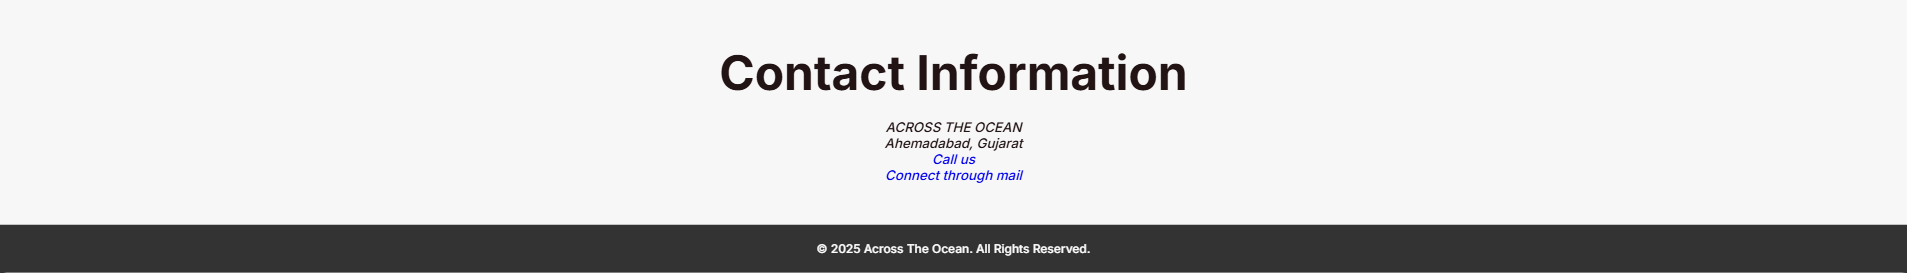 Contact Information
ACROSS THE OCEAN
Ahemadabad, Gujarat
Call us
Connect through mail
© 2025 Across The Ocean. All Rights Reserved.